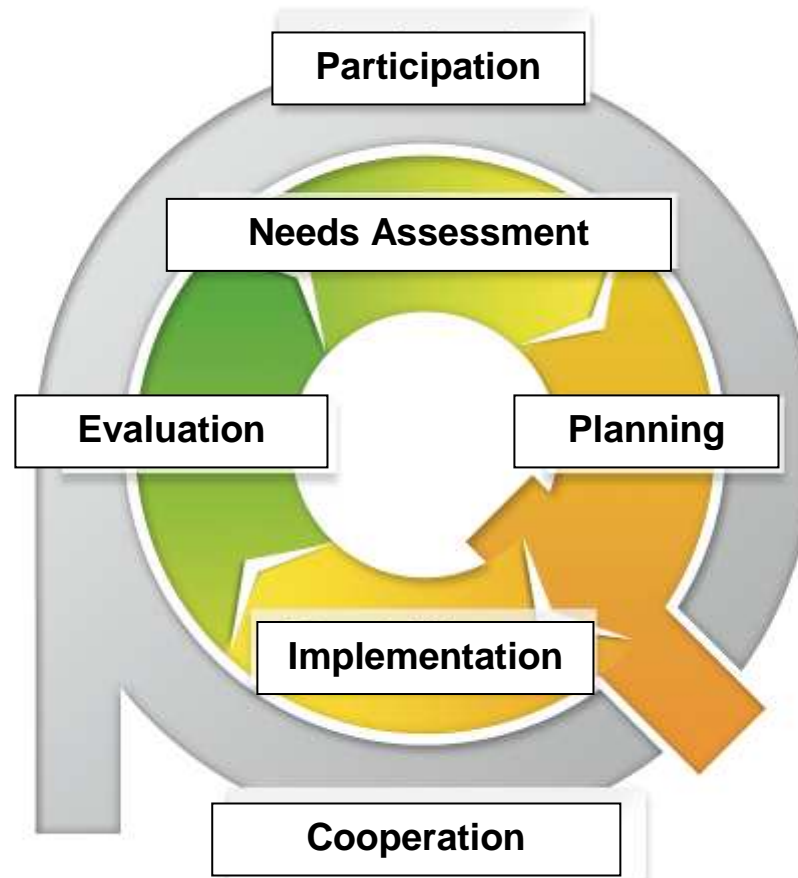 Participation
Needs Assessment
Evaluation
Planning
Implementation
Cooperation